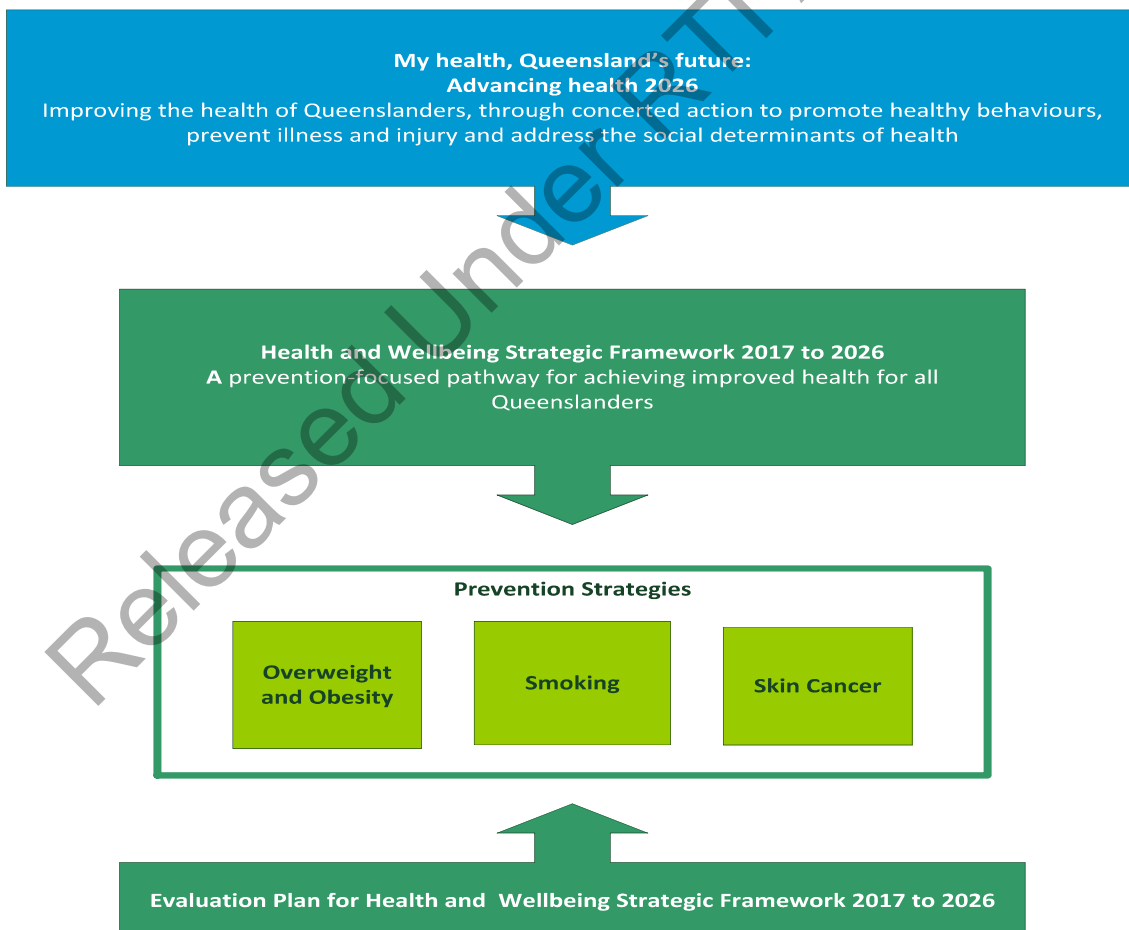 My health, Queensland's future:
Advancing health 2026
Improving the health of Queenslanders, through concerted action to promote healthy behaviours,
prevent illness and injury and address the social determinants of health
Health and Wellbeing Strategic Framework 2017 to 2026
A prevention-focused pathway for achieving improved health for all
Queenslanders
Prevention Strategies
Overweight
and Obesity
Smoking
Skin Cancer
Evaluation Plan for Health and  Wellbeing Strategic Framework 2017 to 2026
Released Under RTI